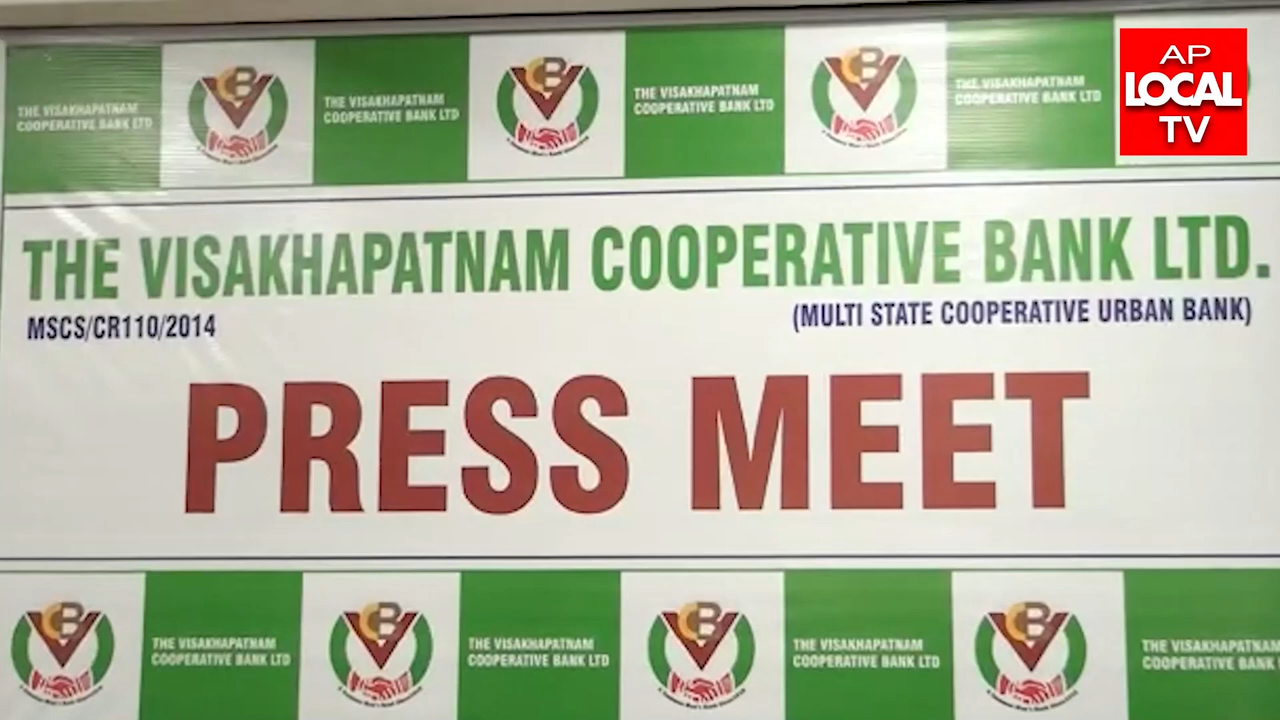 THE VISAKHAPATNAM
COOPERATIVE BANK LTD
THE VISAKHAPATNAM
COOPERATIVE BANK LTD
THE VISAKHAPATNAM
COOPERATIVE BANK LTD
THE VISAKHAPATNAM
COOPERATIVE BANK LTD
AP
LOCAL
TV
THE VISAKHAPATNAM COOPERATIVE BANK LTD.
MSCS/CR110/2014
(MULTI STATE COOPERATIVE URBAN BANK)
PRESS MEET
THE VISAKHAPATNAM
COOPERATIVE BANK LTD
THE VISAKHAPATNAM
COOPERATIVE BANK LTD
THE VISAKHAPATNAM
COOPERATIVE BANK LTD
THE VISAKHAPATNAM
COOPERATIVE BANK